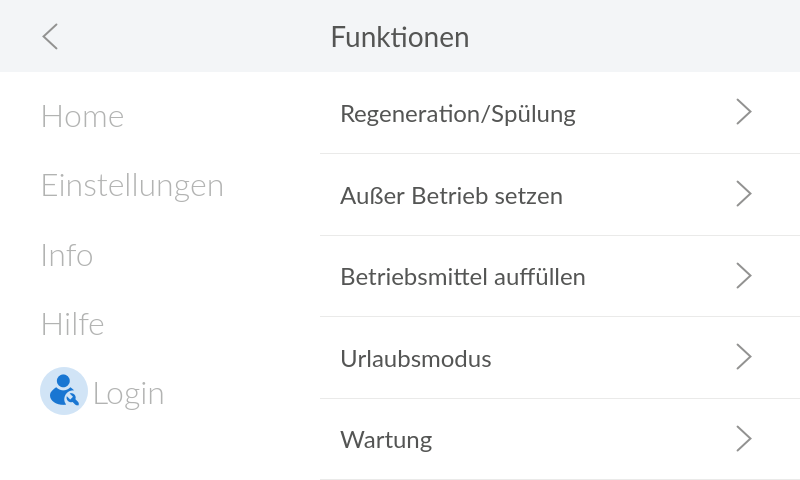 Funktionen
Home
Einstellungen
Info
Hilfe
Login
Regeneration/Spülung
Außer Betrieb setzen
Betriebsmittel auffüllen
Urlaubsmodus
Wartung